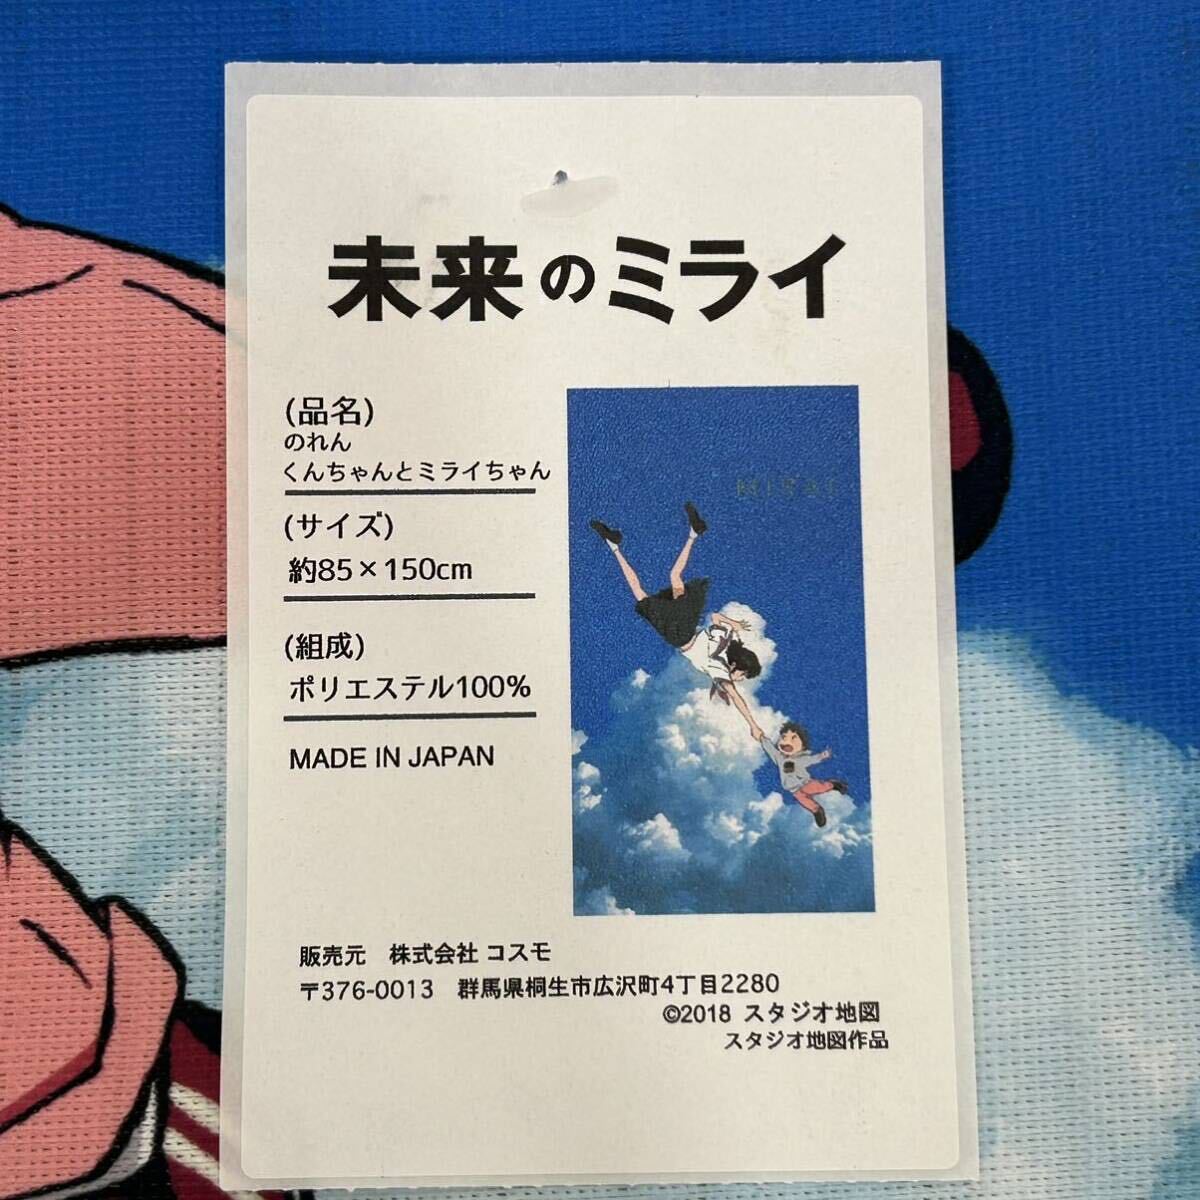 未来のミライ
(品名)
のれん
くんちゃんとミライちゃん
(サイズ)
約85×150cm
(組成)
ポリエステル100%
MADE IN JAPAN
MIRAI
販売元 株式会社 コスモ
〒376-0013 群馬県桐生市広沢町4丁目2280
©2018 スタジオ地図
スタジオ地図作品